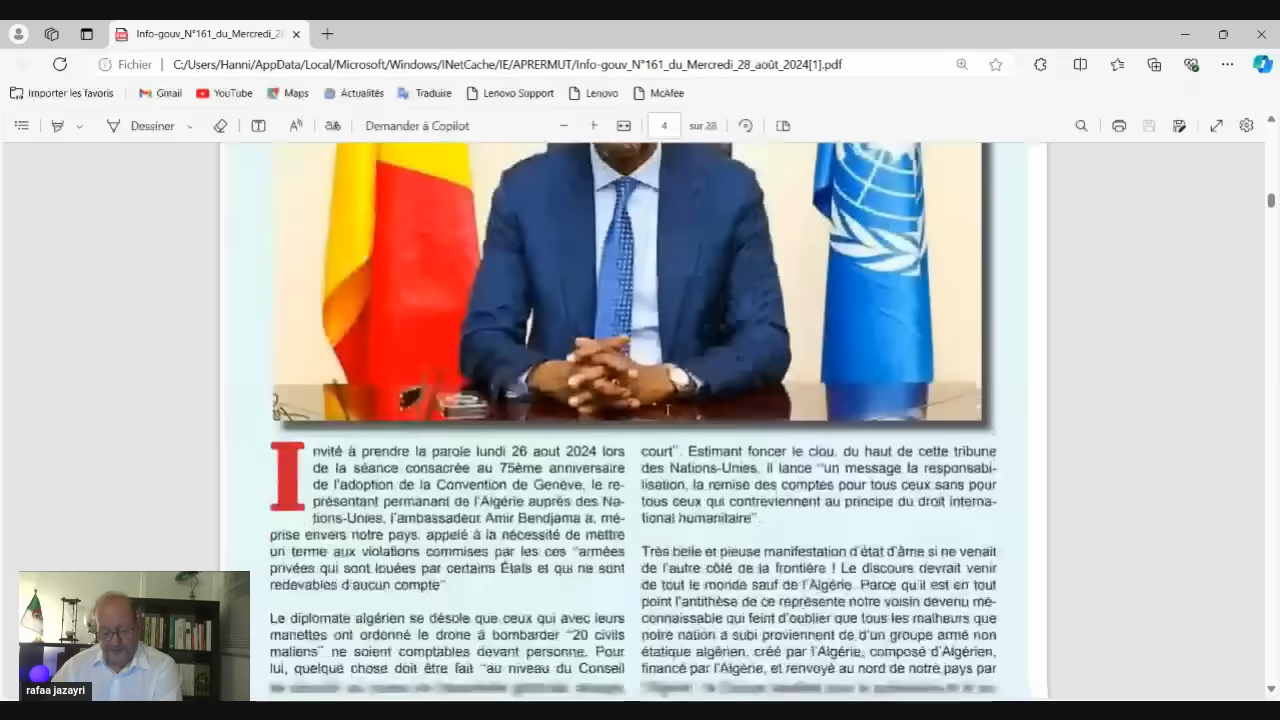 Info-gouv_N°161_du_Mercredi_28
Fichier
C:/Users/Hanni/AppData/Local/Microsoft/Windows/INetCache/IE/APRERMUT/Info-gouv_N°161_du_Mercredi_28_août_2024[1].pdf
Importer les favoris Gmail YouTube Maps Actualités Traduire Lenovo Support Lenovo McAfee
Dessiner
Demander à Copilot
4 sur 28
Invité à prendre la parole lundi 26 aout 2024 lors
de la séance consacrée au 75ème anniversaire
de l'adoption de la Convention de Genève, le re-
présentant permanant de l'Algérie auprès des Na-
tions-Unies, l'ambassadeur Amir Bendjama a, mé-
prise envers notre pays, appelé à la nécessité de mettre
un terme aux violations commises par les ces "armées
privées qui sont louées par certains États et qui ne sont
redevables d'aucun compte"
Le diplomate algérien se désole que ceux qui avec leurs
manettes ont ordonné le drone à bombarder "20 civils
maliens" ne soient comptables devant personne. Pour
lui, quelque chose doit être fait "au niveau du Conseil
court". Estimant foncer le clou, du haut de cette tribune
des Nations-Unies, il lance "un message la responsabi-
lisation, la remise des comptes pour tous ceux sans pour
tous ceux qui contreviennent au principe du droit interna-
tional humanitaire".
Très belle et pieuse manifestation d'état d'âme si ne venait
de l'autre côté de la frontière ! Le discours devrait venir
de tout le monde sauf de l'Algérie. Parce qu'il est en tout
point l'antithèse de ce représente notre voisin devenu mé-
connaissable qui feint d'oublier que tous les malheurs que
notre nation a subi proviennent de d'un groupe armé non
étatique algérien, créé par l'Algérie, composé d'Algérien,
financé par l'Algérie, et renvoyé au nord de notre pays par
rafaa jazayri